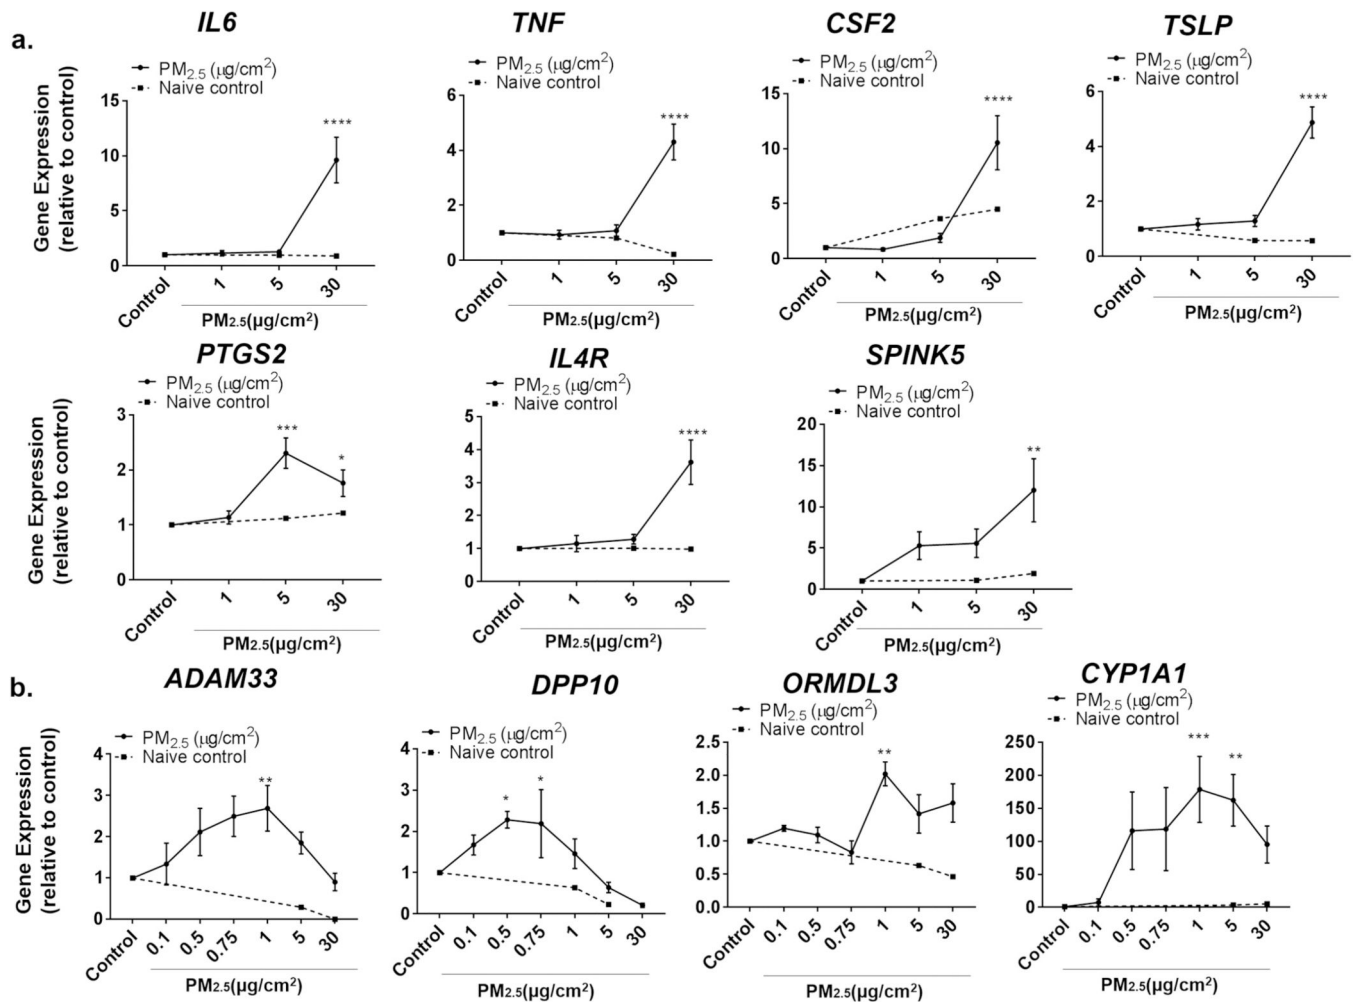 a.
IL6
PM2.5 (μg/cm2)
Naive control
Gene Expression
(relative to control)
15
10
5
0
****
Control
1
5
30
PM2.5(μg/cm2)
TNF
PM2.5 (μg/cm2)
Naive control
6
4
2
0
****
Control
1
5
30
PM2.5(μg/cm2)
CSF2
PM2.5 (μg/cm2)
Naive control
15
10
5
0
****
Control
1
5
30
PM2.5(μg/cm2)
TSLP
PM2.5 (μg/cm2)
Naive control
6
4
2
0
****
Control
1
5
30
PM2.5(μg/cm2)
PTGS2
PM2.5 (μg/cm2)
Naive control
Gene Expression
(relative to control)
3
2
1
0
***
*
Control
1
5
30
PM2.5(μg/cm2)
IL4R
PM2.5 (μg/cm2)
Naive control
5
4
3
2
1
0
****
Control
1
5
30
PM2.5(μg/cm2)
SPINK5
PM2.5 (μg/cm2)
Naive control
20
15
10
5
0
**
Control
1
5
30
PM2.5(μg/cm2)
b.
ADAM33
PM2.5 (μg/cm2)
Naive control
Gene Expression
(relative to control)
4
3
2
1
0
**
Control
0.1
0.5
0.75
1
5
30
PM2.5(μg/cm2)
DPP10
PM2.5 (μg/cm2)
Naive control
4
3
2
1
0
*
*
Control
0.1
0.5
0.75
1
5
30
PM2.5(μg/cm2)
ORMDL3
PM2.5 (μg/cm2)
Naive control
2.5
2.0
1.5
1.0
0.5
0.0
**
Control
0.1
0.5
0.75
1
5
30
PM2.5(μg/cm2)
CYP1A1
PM2.5 (μg/cm2)
Naive control
250
200
150
100
50
0
***
**
Control
0.1
0.5
0.75
1
5
30
PM2.5(μg/cm2)